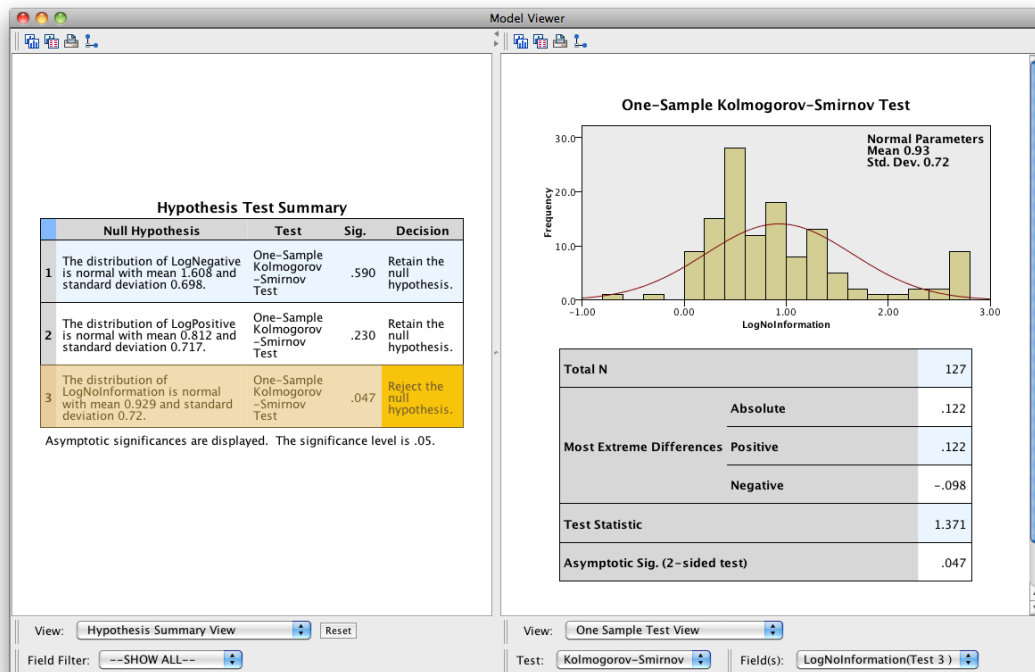 Model Viewer
Hypothesis Test Summary
Null Hypothesis Test Sig. Decision
1 The distribution of LogNegative is normal with mean 1.608 and standard deviation 0.698. One-Sample Kolmogorov-Smirnov Test .590 Retain the null hypothesis.
2 The distribution of LogPositive is normal with mean 0.812 and standard deviation 0.717. One-Sample Kolmogorov-Smirnov Test .230 Retain the null hypothesis.
3 The distribution of LogNoInformation is normal with mean 0.929 and standard deviation 0.72. One-Sample Kolmogorov-Smirnov Test .047 Reject the null hypothesis.
Asymptotic significances are displayed. The significance level is .05.
View: Hypothesis Summary View Reset
Field Filter: --SHOW ALL--
One-Sample Kolmogorov-Smirnov Test
Normal Parameters
Mean 0.93
Std. Dev. 0.72
Frequency
30.0
20.0
10.0
0.0
-1.00 0.00 1.00 2.00 3.00
LogNoInformation
Total N 127
Most Extreme Differences
Absolute .122
Positive .122
Negative -.098
Test Statistic 1.371
Asymptotic Sig. (2-sided test) .047
View: One Sample Test View
Test: Kolmogorov-Smirnov Field(s): LogNoInformation(Test 3 )